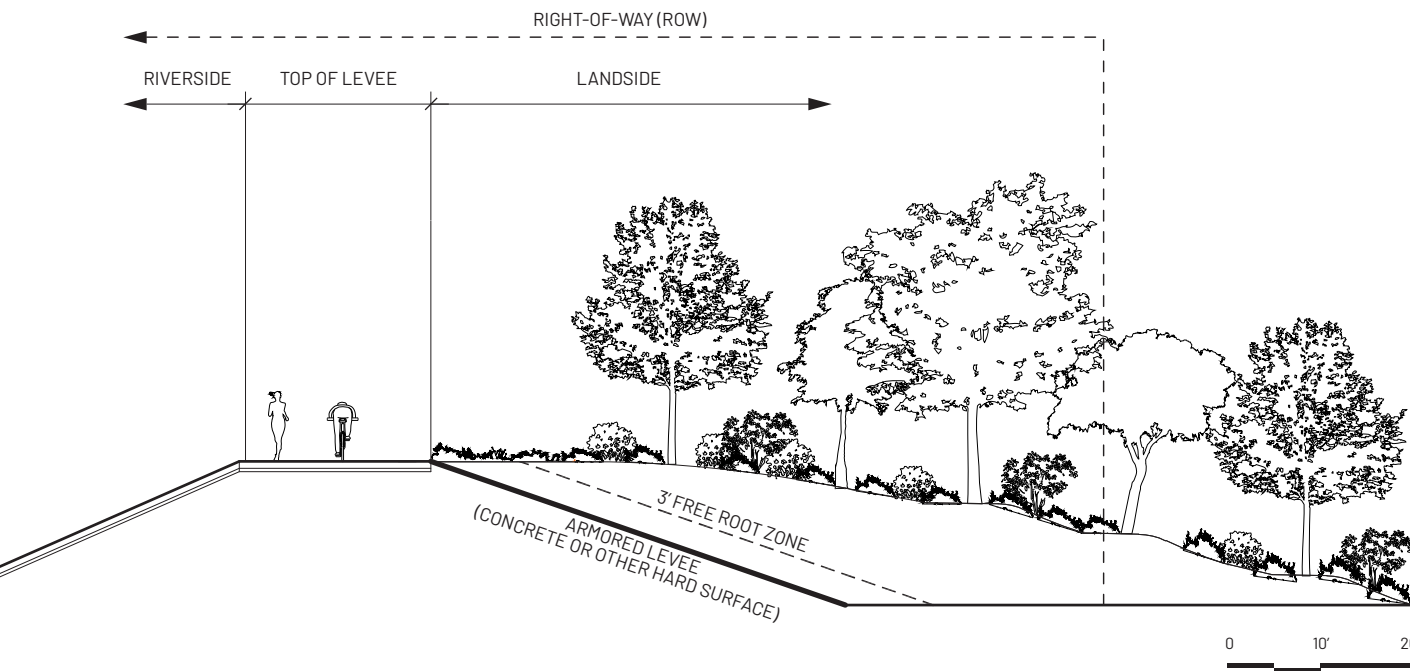 RIGHT-OF-WAY (ROW)
RIVERSIDE
TOP OF LEVEE
LANDSIDE
3' FREE ROOT ZONE
ARMORED LEVEE
(CONCRETE OR OTHER HARD SURFACE)
0
10'